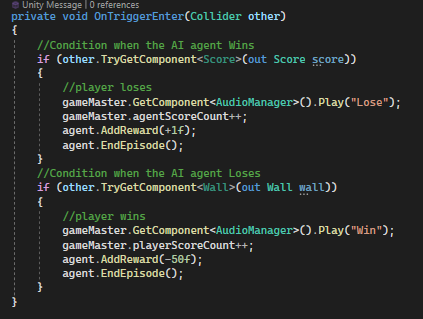 Unity Message | 0 references
private void OnTriggerEnter(Collider other)
{
//Condition when the AI agent Wins
if (other.TryGetComponent<Score>(out Score score))
{
//player loses
gameMaster.GetComponent<AudioManager>().Play("Lose");
gameMaster.agentScoreCount++;
agent.AddReward(+1f);
agent.EndEpisode();
}
//Condition when the AI agent Loses
if (other.TryGetComponent<Wall>(out Wall wall))
{
//player wins
gameMaster.GetComponent<AudioManager>().Play("Win");
gameMaster.playerScoreCount++;
agent.AddReward(-50f);
agent.EndEpisode();
}
}